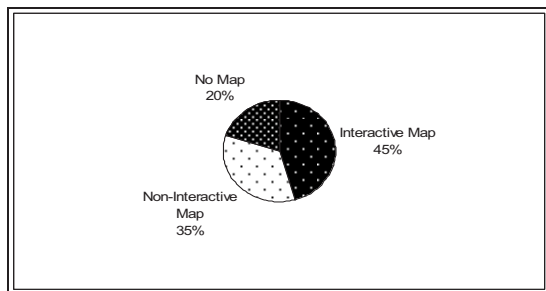 No Map
20%
Interactive Map
45%
Non-Interactive
Map
35%